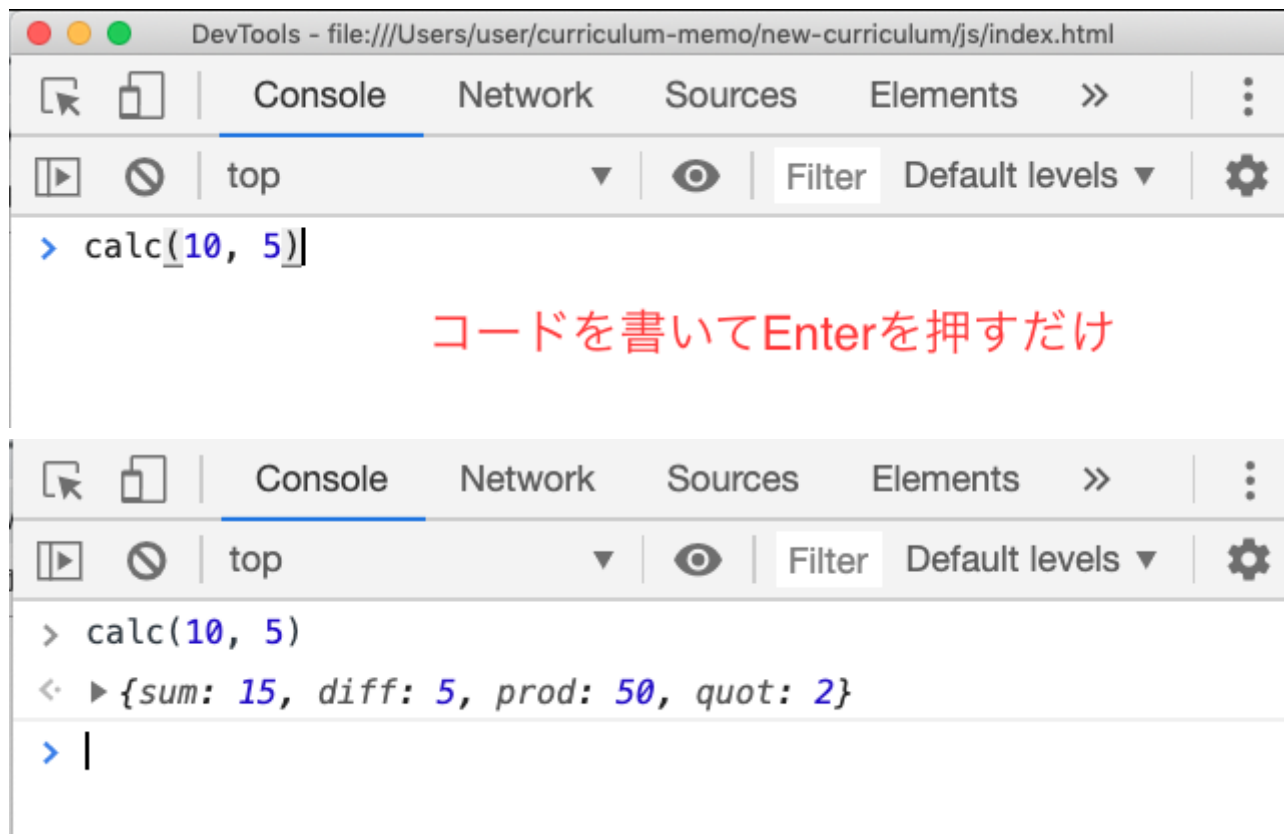 DevTools - file:///Users/user/curriculum-memo/new-curriculum/js/index.html
Console Network Sources Elements »
top ▼ Filter Default levels ▼
> calc(10, 5)
コードを書いてEnterを押すだけ
Console Network Sources Elements »
top ▼ Filter Default levels ▼
> calc(10, 5)
<· ▶ {sum: 15, diff: 5, prod: 50, quot: 2}
>